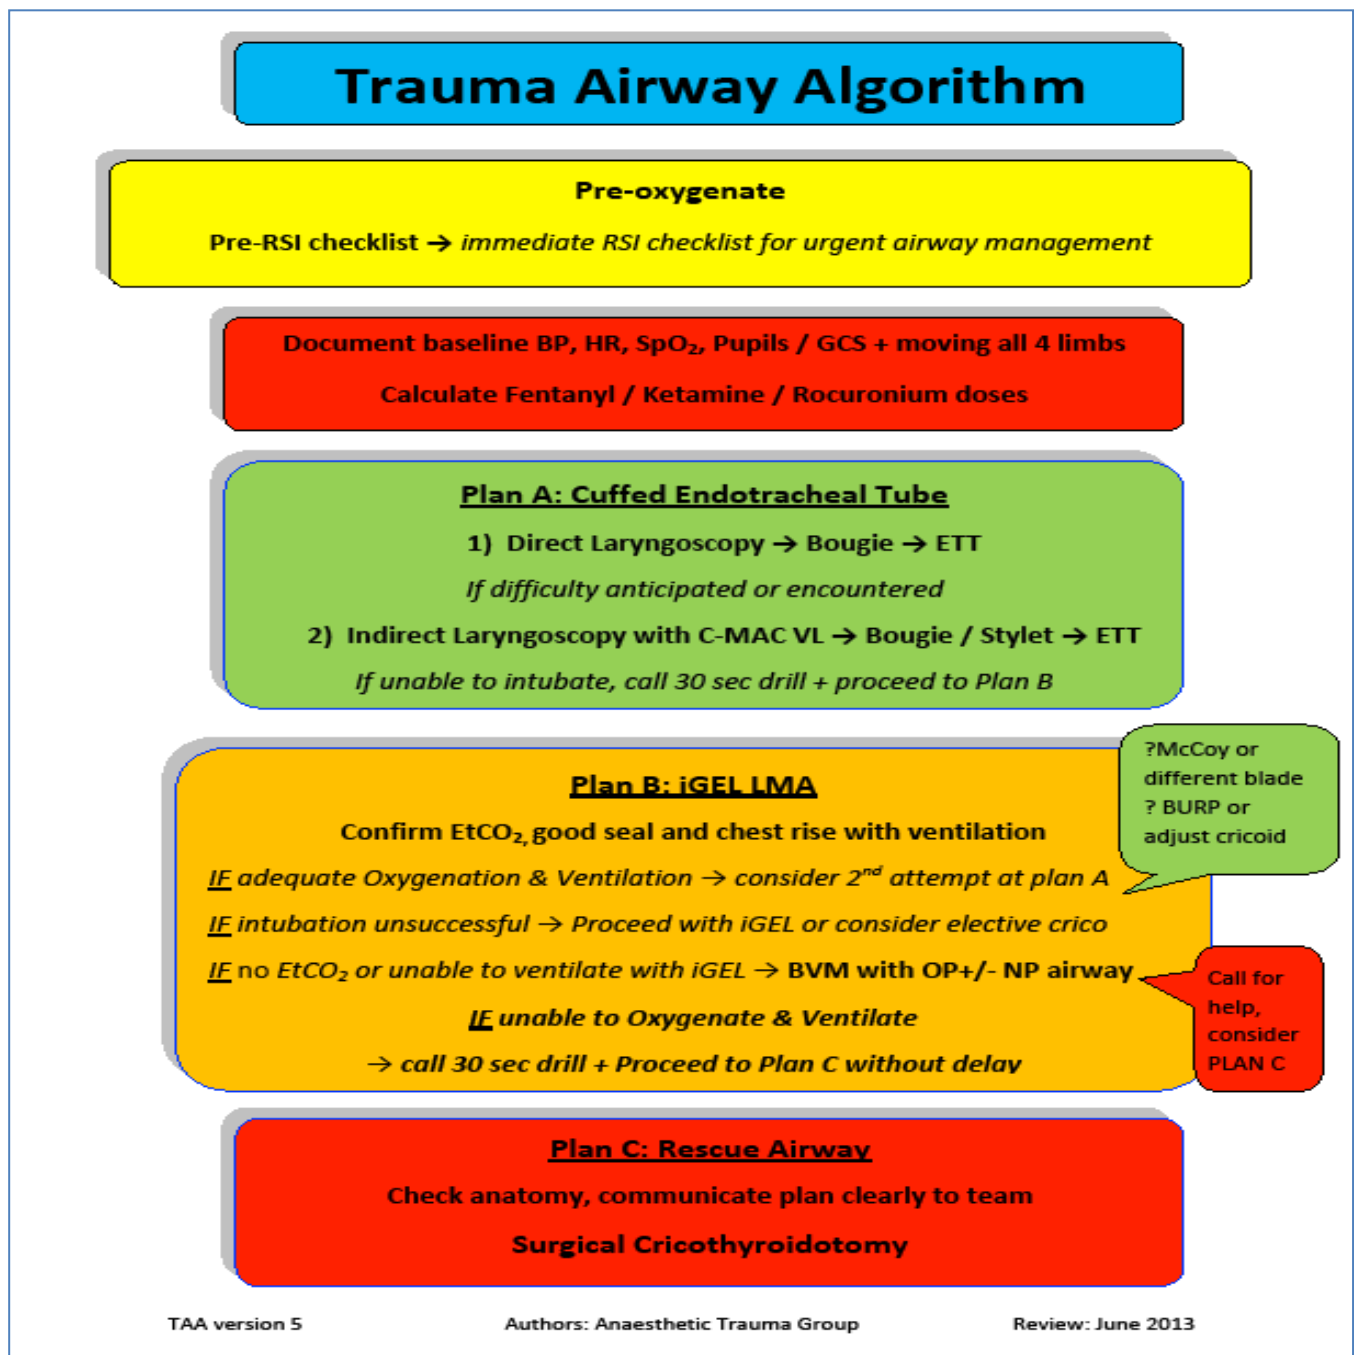 Trauma Airway Algorithm
Pre-oxygenate
Pre-RSI checklist → immediate RSI checklist for urgent airway management
Document baseline BP, HR, SpO₂, Pupils / GCS + moving all 4 limbs
Calculate Fentanyl / Ketamine / Rocuronium doses
Plan A: Cuffed Endotracheal Tube
1) Direct Laryngoscopy → Bougie → ETT
If difficulty anticipated or encountered
2) Indirect Laryngoscopy with C-MAC VL → Bougie / Stylet → ETT
If unable to intubate, call 30 sec drill + proceed to Plan B
Plan B: iGEL LMA
Confirm EtCO₂, good seal and chest rise with ventilation
IF adequate Oxygenation & Ventilation → consider 2nd attempt at plan A
IF intubation unsuccessful → Proceed with iGEL or consider elective crico
IF no EtCO₂ or unable to ventilate with iGEL → BVM with OP+/- NP airway
IF unable to Oxygenate & Ventilate
→ call 30 sec drill + Proceed to Plan C without delay
?McCoy or
different blade
? BURP or
adjust cricoid
Call for
help,
consider
PLAN C
Plan C: Rescue Airway
Check anatomy, communicate plan clearly to team
Surgical Cricothyroidotomy
TAA version 5 Authors: Anaesthetic Trauma Group Review: June 2013